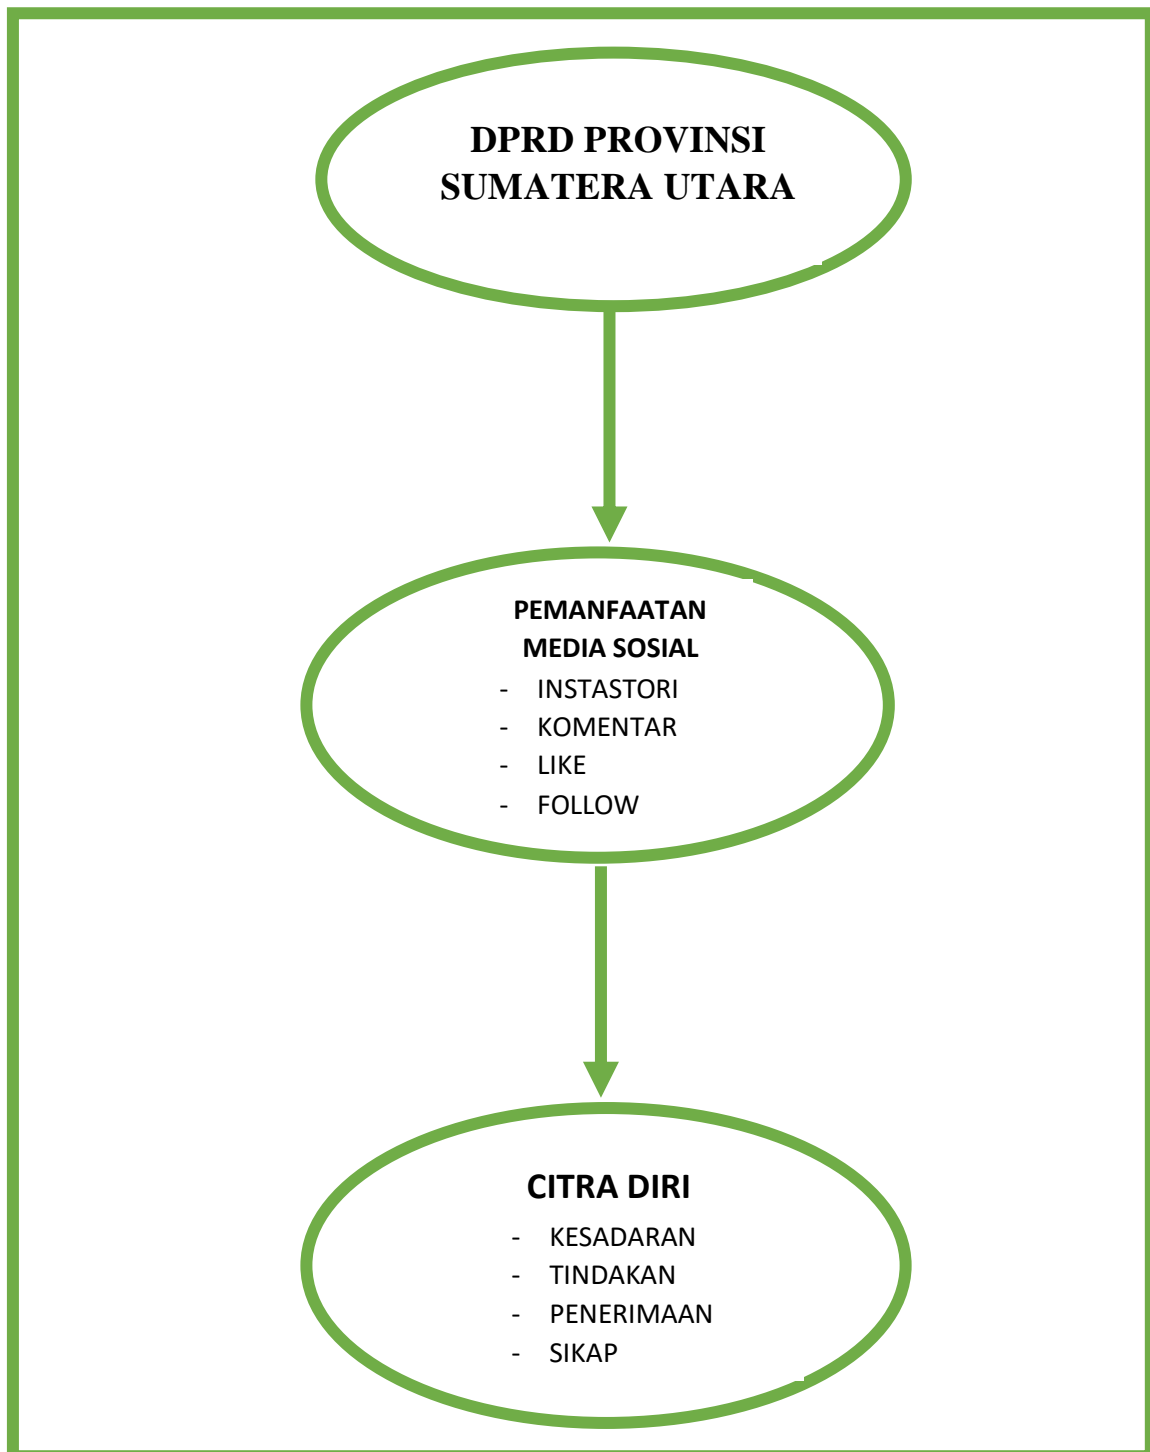 DPRD PROVINSI
SUMATERA UTARA
PEMANFAATAN
MEDIA SOSIAL
- INSTASTORI
- KOMENTAR
- LIKE
- FOLLOW
CITRA DIRI
- KESADARAN
- TINDAKAN
- PENERIMAAN
- SIKAP